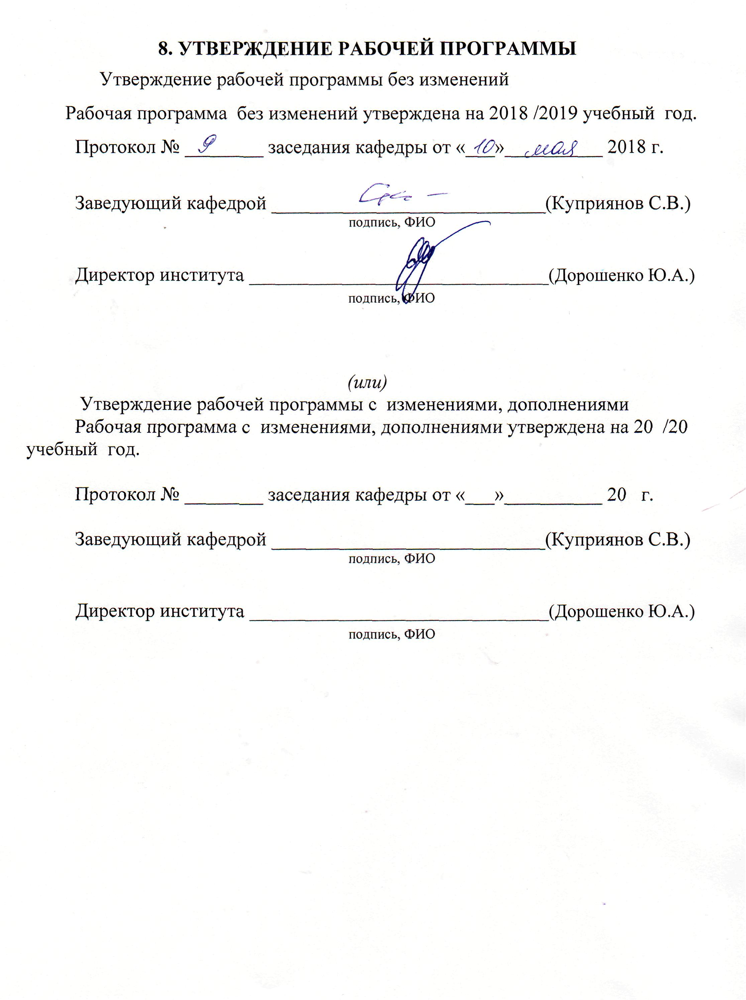 8. УТВЕРЖДЕНИЕ РАБОЧЕЙ ПРОГРАММЫ
Утверждение рабочей программы без изменений
Рабочая программа без изменений утверждена на 2018 /2019 учебный год.
Протокол № 9 заседания кафедры от «10» мая 2018 г.
Заведующий кафедрой ____________________________(Куприянов С.В.)
подпись, ФИО
Директор института ______________________________(Дорошенко Ю.А.)
подпись, ФИО
(или)
Утверждение рабочей программы с изменениями, дополнениями
Рабочая программа с изменениями, дополнениями утверждена на 20 /20
учебный год.
Протокол № ________ заседания кафедры от «___»__________ 20 г.
Заведующий кафедрой ____________________________(Куприянов С.В.)
подпись, ФИО
Директор института ______________________________(Дорошенко Ю.А.)
подпись, ФИО